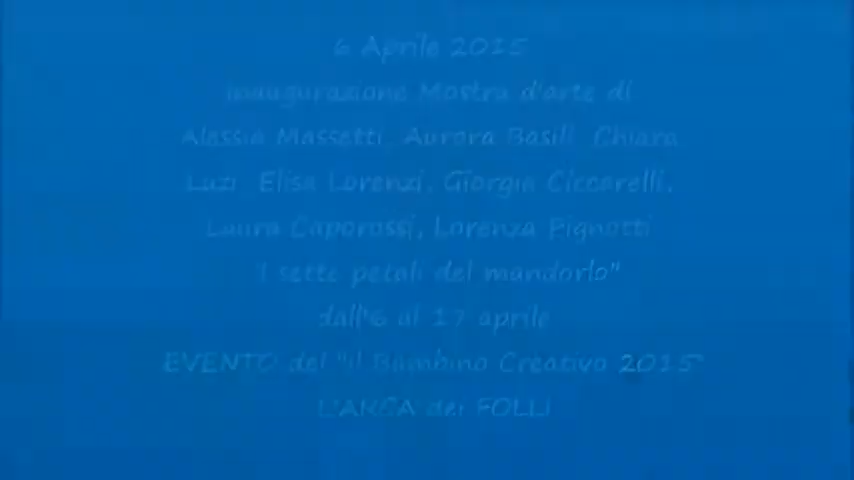 6 Aprile 2015
inaugurazione Mostra d'arte di
Alessia Massetti, Aurora Basili, Chiara
Luzi, Elisa Lorenzi, Giorgia Ciccarelli,
Laura Caporossi, Lorenza Pignotti
"I sette petali del mandorlo"
dall'6 al 17 aprile
EVENTO del "il Bambino Creativo 2015"
L'ARCA dei FOLLI